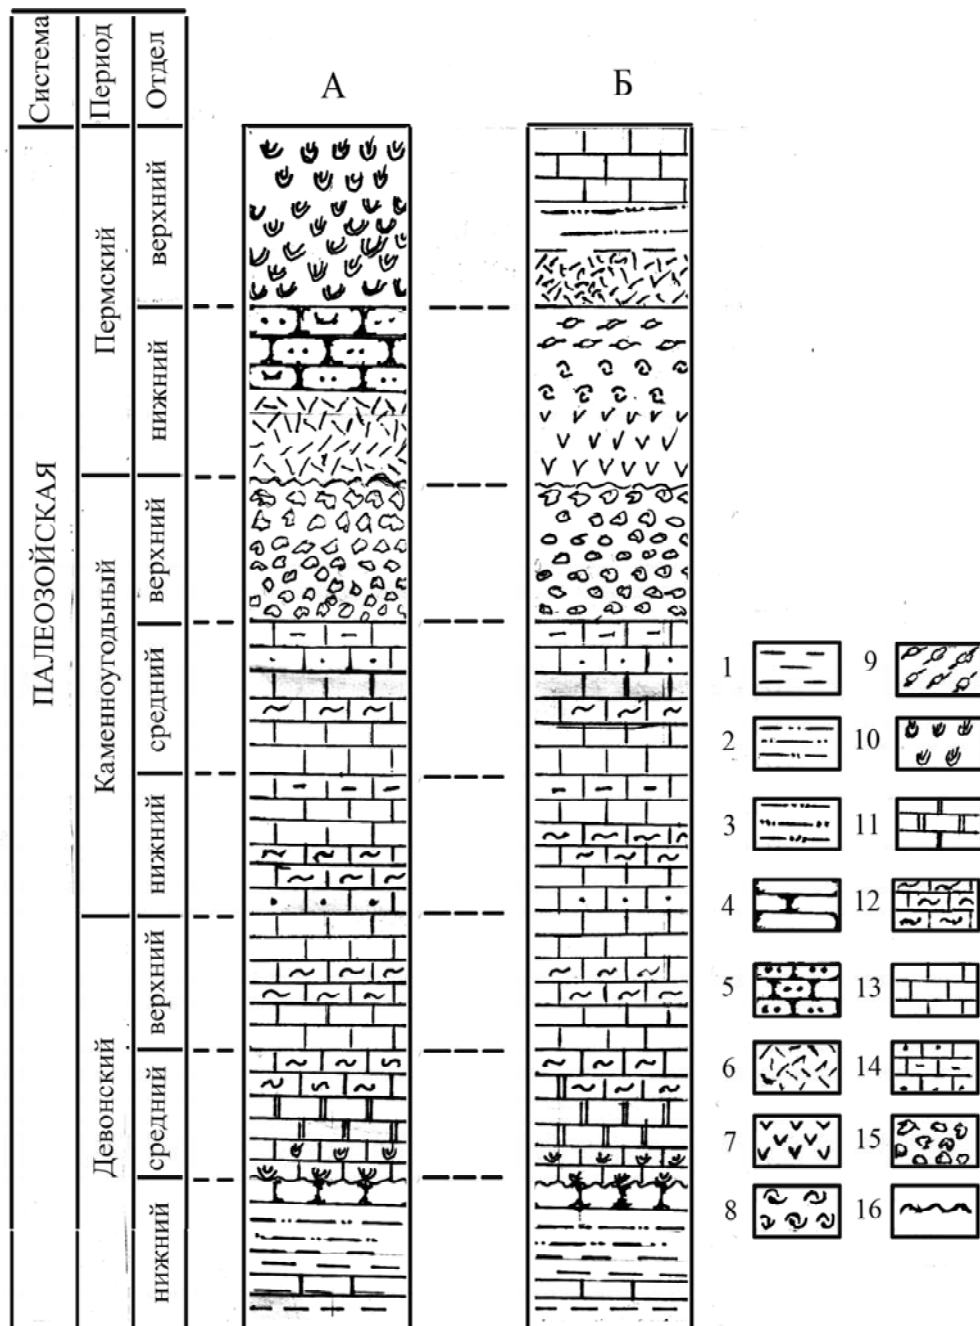 Система
Период
Отдел
А
Б
ПАЛЕОЗОЙСКАЯ
Пермский
верхний
нижний
Каменноугодьный
верхний
средний
нижний
Девонский
верхний
средний
нижний
1
9
2
10
3
11
4
12
5
13
6
14
7
15
8
16